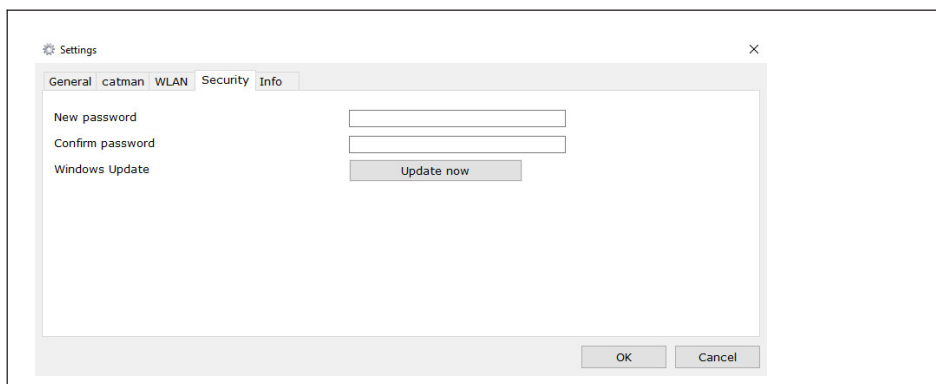 Settings
General catman WLAN Security Info
New password
Confirm password
Windows Update Update now
OK Cancel